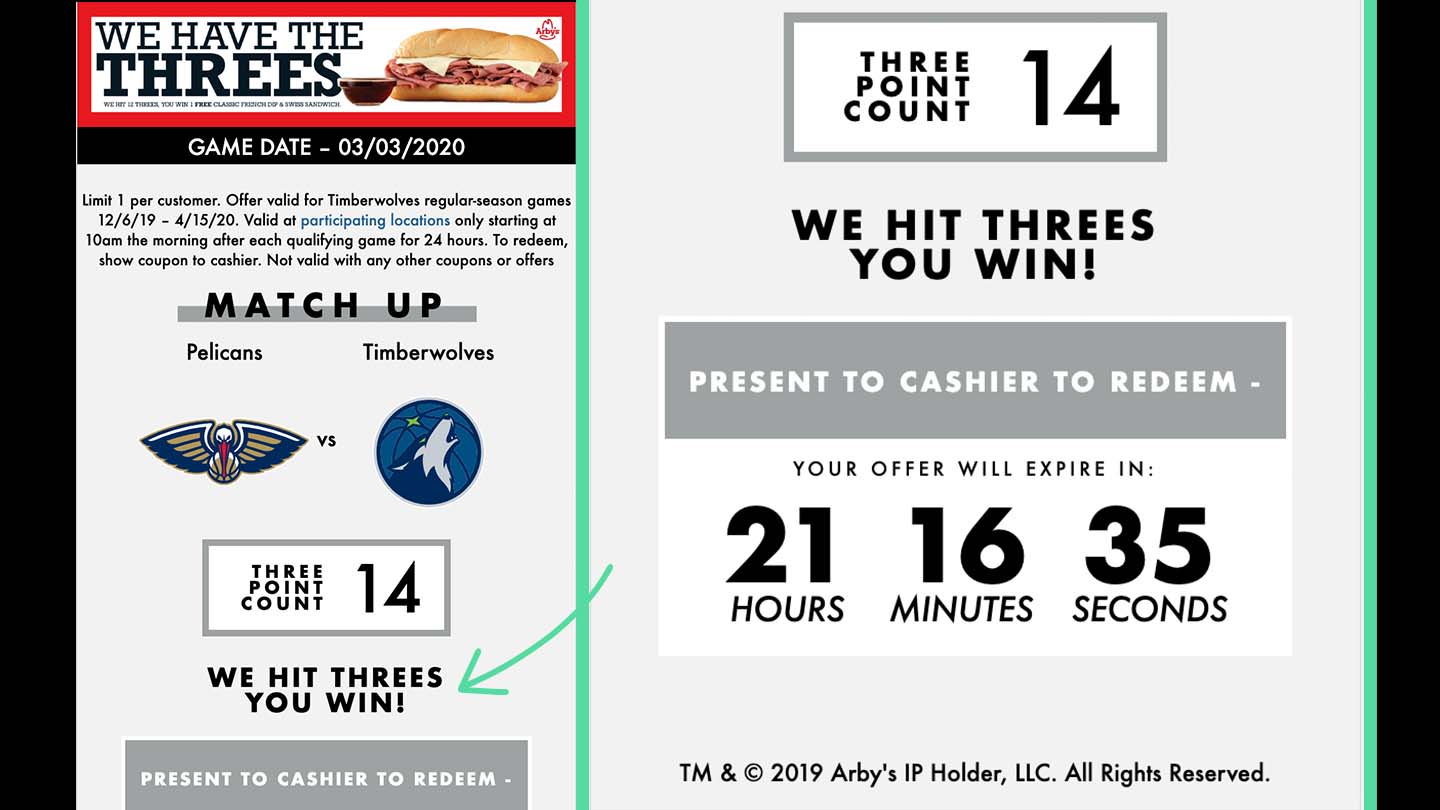 WE HAVE THE
THREES
Arby's
WE HIT 12 THREES, YOU WIN 1 FREE CLASSIC FRENCH DIP & SWISS SANDWICH.
GAME DATE – 03/03/2020
Limit 1 per customer. Offer valid for Timberwolves regular-season games
12/6/19 – 4/15/20. Valid at participating locations only starting at
10am the morning after each qualifying game for 24 hours. To redeem,
show coupon to cashier. Not valid with any other coupons or offers
MATCH UP
Pelicans
Timberwolves
vs
THREE
POINT
COUNT
14
WE HIT THREES
YOU WIN!
PRESENT TO CASHIER TO REDEEM -
THREE
POINT
COUNT
14
WE HIT THREES
YOU WIN!
PRESENT TO CASHIER TO REDEEM -
YOUR OFFER WILL EXPIRE IN:
21 16 35
HOURS MINUTES SECONDS
TM & © 2019 Arby's IP Holder, LLC. All Rights Reserved.